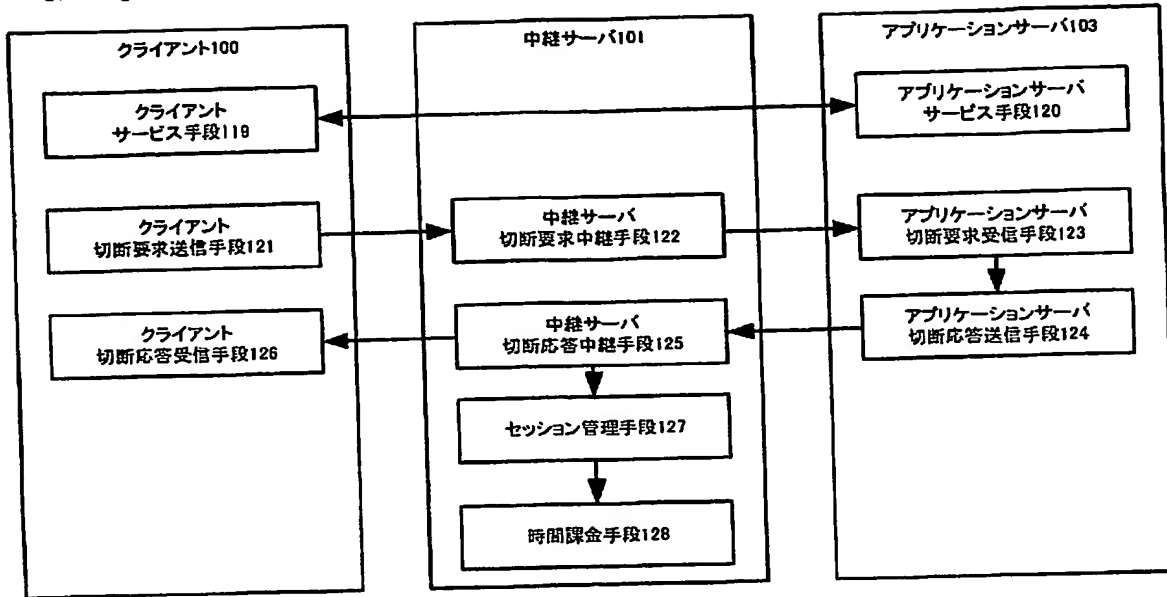 クライアント100
中継サーバ101
アプリケーションサーバ103
クライアント
サービス手段119
アプリケーションサーバ
サービス手段120
クライアント
切断要求送信手段121
中継サーバ
切断要求中継手段122
アプリケーションサーバ
切断要求受信手段123
クライアント
切断応答受信手段126
中継サーバ
切断応答中継手段125
アプリケーションサーバ
切断応答送信手段124
セッション管理手段127
時間課金手段128